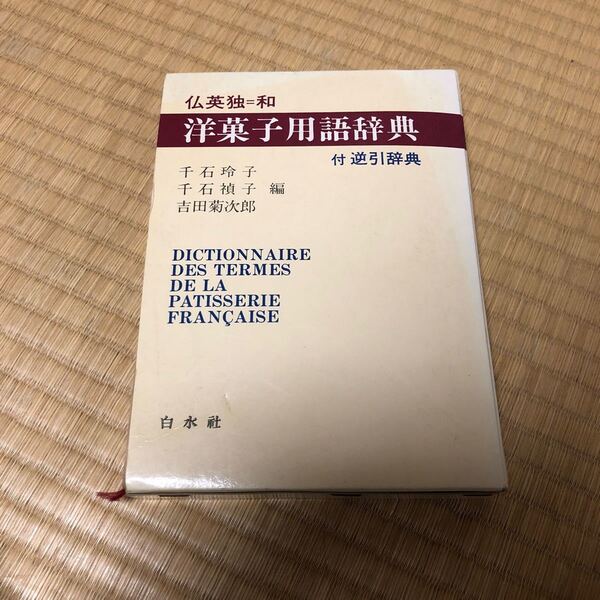 仏英独=和
洋菓子用語辞典
付 逆引辞典
千石玲子
千石禎子 編
吉田菊次郎
DICTIONNAIRE
DES TERMES
DE LA
PATISSERIE
FRANÇAISE
白水社